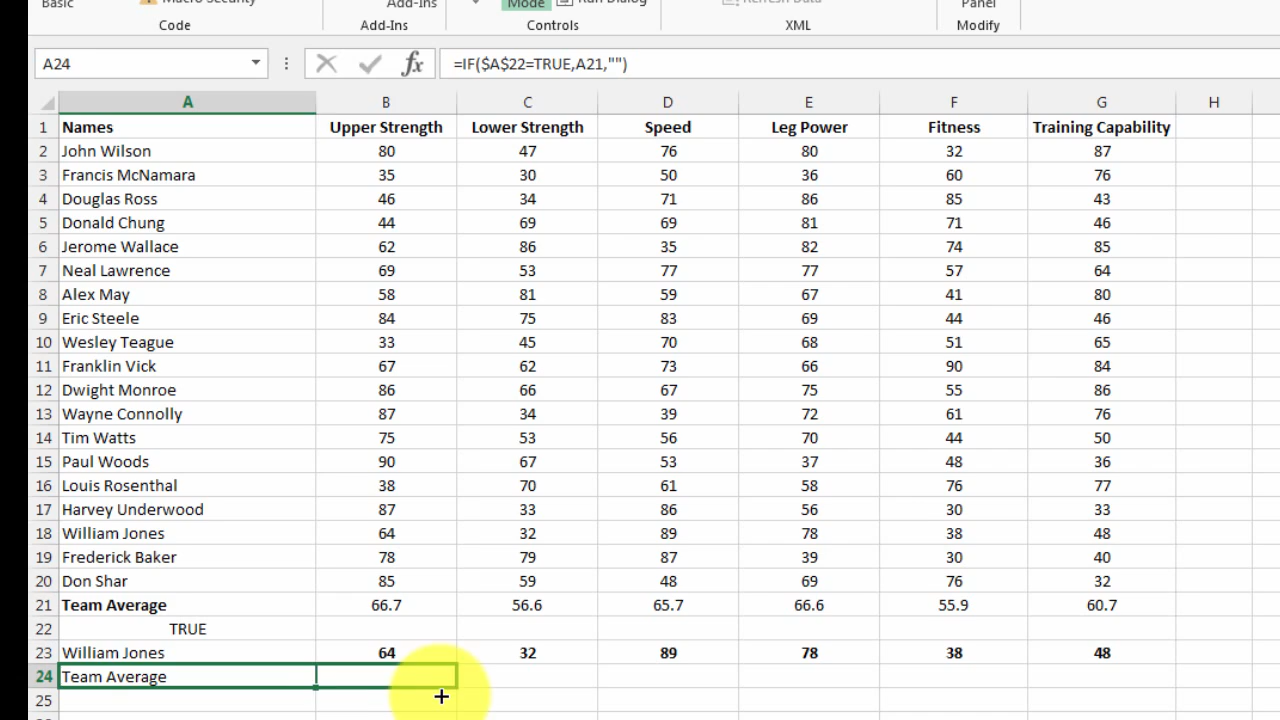 Basic Macro Security Add-Ins Mode Run Dialog Refresh Data Panel
Code Add-Ins Controls XML Modify
A24 fx =IF($A$22=TRUE,A21,"")
A B C D E F G H
1 Names Upper Strength Lower Strength Speed Leg Power Fitness Training Capability
2 John Wilson 80 47 76 80 32 87
3 Francis McNamara 35 30 50 36 60 76
4 Douglas Ross 46 34 71 86 85 43
5 Donald Chung 44 69 69 81 71 46
6 Jerome Wallace 62 86 35 82 74 85
7 Neal Lawrence 69 53 77 77 57 64
8 Alex May 58 81 59 67 41 80
9 Eric Steele 84 75 83 69 44 46
10 Wesley Teague 33 45 70 68 51 65
11 Franklin Vick 67 62 73 66 90 84
12 Dwight Monroe 86 66 67 75 55 86
13 Wayne Connolly 87 34 39 72 61 76
14 Tim Watts 75 53 56 70 44 50
15 Paul Woods 90 67 53 37 48 36
16 Louis Rosenthal 38 70 61 58 76 77
17 Harvey Underwood 87 33 86 56 30 33
18 William Jones 64 32 89 78 38 48
19 Frederick Baker 78 79 87 39 30 40
20 Don Shar 85 59 48 69 76 32
21 Team Average 66.7 56.6 65.7 66.6 55.9 60.7
22 TRUE
23 William Jones 64 32 89 78 38 48
24 Team Average
25